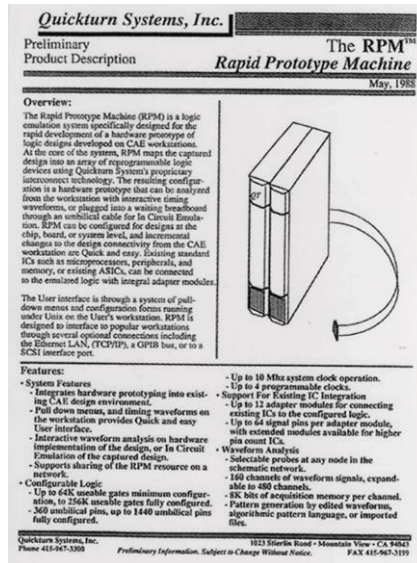 Quickturn Systems, Inc.
Preliminary
Product Description
The RPM™
Rapid Prototype Machine
May, 1988
Overview:
The Rapid Prototype Machine (RPM) is a logic
emulation system specifically designed for the
rapid development of a hardware prototype of
logic designs developed on CAE workstations.
At the core of the system, RPM maps the captured
design into an array of reprogrammable logic
devices using Quickturn System's proprietary
interconnect technology. The resulting configur-
ation is a hardware prototype that can be analyzed
from the workstation with interactive timing
waveforms, or plugged into a waiting breadboard
through an umbilical cable for In Circuit Emula-
tion. RPM can be configured for designs at the
chip, board, or system level, and incremental
changes to the design connectivity from the CAE
workstation are Quick and easy. Existing standard
ICs such as microprocessors, peripherals, and
memory, or existing ASICs, can be connected
to the emulated logic with integral adapter modules.
The User interface is through a system of pull-
down menus and configuration forms running
under Unix on the User's workstation. RPM is
designed to interface to popular workstations
through several optional connections including
the Ethernet LAN, (TCP/IP), a GPIB bus, or to a
SCSI interface port.
QT
Features:
• System Features
- Integrates hardware prototyping into exist-
ing CAE design environment.
- Pull down menus, and timing waveforms on
the workstation provides Quick and easy
User interface.
- Interactive waveform analysis on hardware
implementation of the design, or In Circuit
Emulation of the captured design.
- Supports sharing of the RPM resource on a
network.
• Configurable Logic
- Up to 64K useable gates minimum configur-
ation, to 256K useable gates fully configured.
- 360 umbilical pins, up to 1440 umbilical pins
fully configured.
- Up to 10 Mhz system clock operation.
- Up to 4 programmable clocks.
• Support For Existing IC Integration
- Up to 12 adapter modules for connecting
existing ICs to the configured logic.
- Up to 64 signal pins per adapter module,
with extended modules available for higher
pin count ICs.
• Waveform Analysis
- Selectable probes at any node in the
schematic network.
- 160 channels of waveform signals, expand-
able to 480 channels.
- 8K bits of acquisition memory per channel.
- Pattern generation by edited waveforms,
algorithmic pattern language, or imported
files.
Quickturn Systems, Inc.
Phone 415-967-3300
Preliminary Information. Subject to Change Without Notice.
1023 Stierlin Road • Mountain View • CA 94043
FAX 415-967-3199